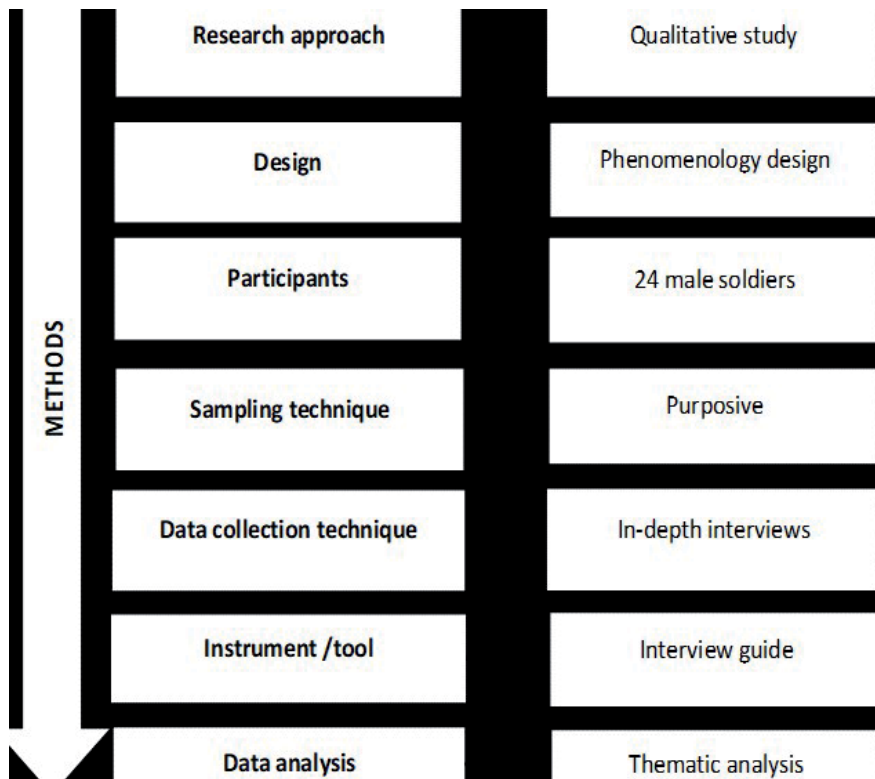 METHODS
Research approach
Qualitative study
Design
Phenomenology design
Participants
24 male soldiers
Sampling technique
Purposive
Data collection technique
In-depth interviews
Instrument /tool
Interview guide
Data analysis
Thematic analysis